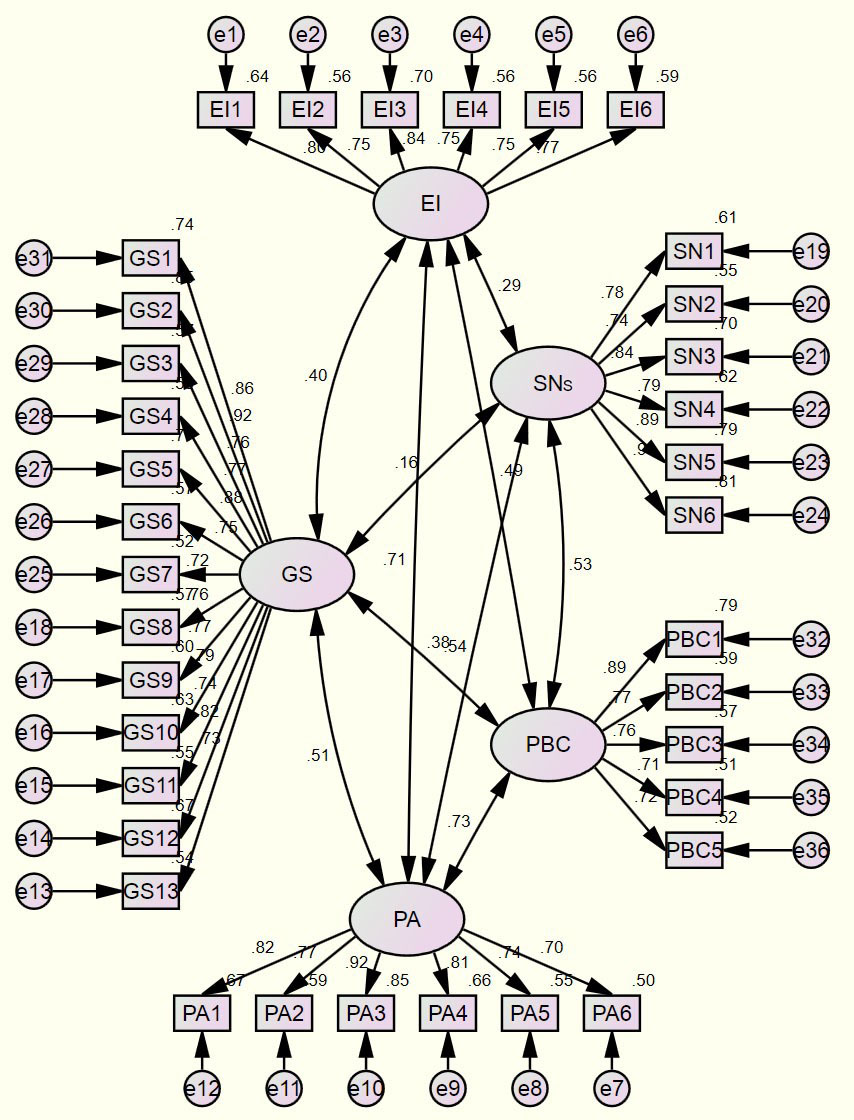 e1 e2 e3 e4 e5 e6
.64 .56 .70 .56 .56 .59
EI1 EI2 EI3 EI4 EI5 EI6
.80 .75 .84 .75 .75 .77
EI
.74 .61
e31 GS1 SN1 e19
.55
e30 GS2 .29 .78 SN2 e20
.74 .70
e29 GS3 .84 SN3 e21
.40 .86 SNs .79 .62
e28 GS4 .92 .89 SN4 e22
.76 .79
e27 GS5 .77 .16 .49 SN5 e23
.88 .81
e26 GS6 .75 SN6 e24
.52
e25 GS7 .72 GS .71 .53
.57 .76
e18 GS8 .77 .79
.60 .79 .38 .54 PBC1 e32
e17 GS9 .74 .89 .59
.63 .82 .77 PBC2 e33
e16 GS10 .73 PBC .76 .57
.55 .51 .71 PBC3 e34
e15 GS11 .72 .51
.67 .73 PBC4 e35
e14 GS12 .52
.54 PBC5 e36
e13 GS13
PA
.82 .77 .92 .81 .74 .70
.67 .59 .85 .66 .55 .50
PA1 PA2 PA3 PA4 PA5 PA6
e12 e11 e10 e9 e8 e7